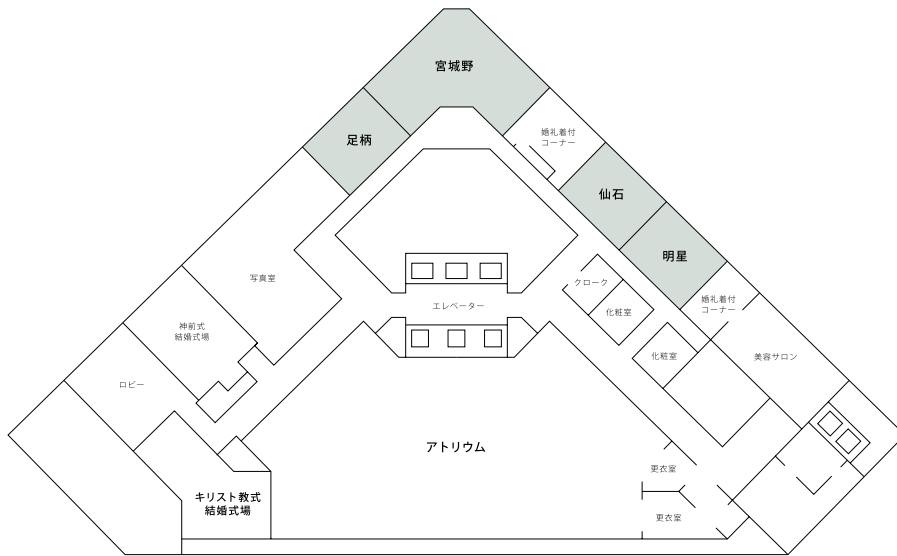 宮城野
足柄
婚礼着付
コーナー
仙石
明星
写真室
クローク
エレベーター
化粧室
婚礼着付
コーナー
神前式
結婚式場
化粧室
美容サロン
ロビー
アトリウム
更衣室
キリスト教式
結婚式場
更衣室